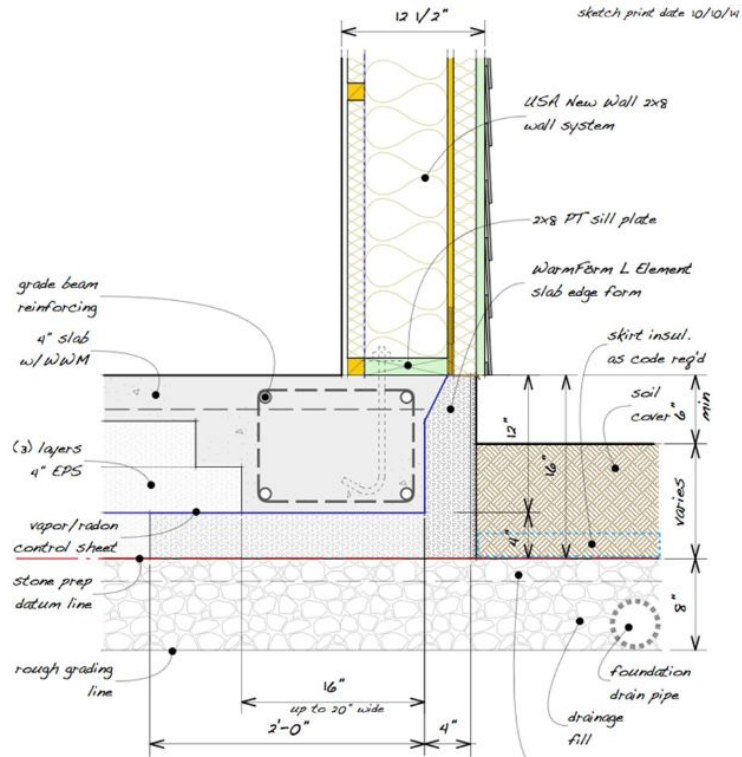 12 1/2"
sketch print date 10/10/14
USA New Wall 2x8
wall system
2x8 PT sill plate
WarmFörm L Element
slab edge form
grade beam
reinforcing
4" slab
w/ WWM
skirt insul.
as code req'd
soil
cover
6"
min
12"
16"
(3) layers
4" EPS
varies
vapor/radon
control sheet
4"
stone prep
datum line
8"
rough grading
line
16"
up to 20" wide
foundation
drain pipe
2'-0"
4"
drainage
fill